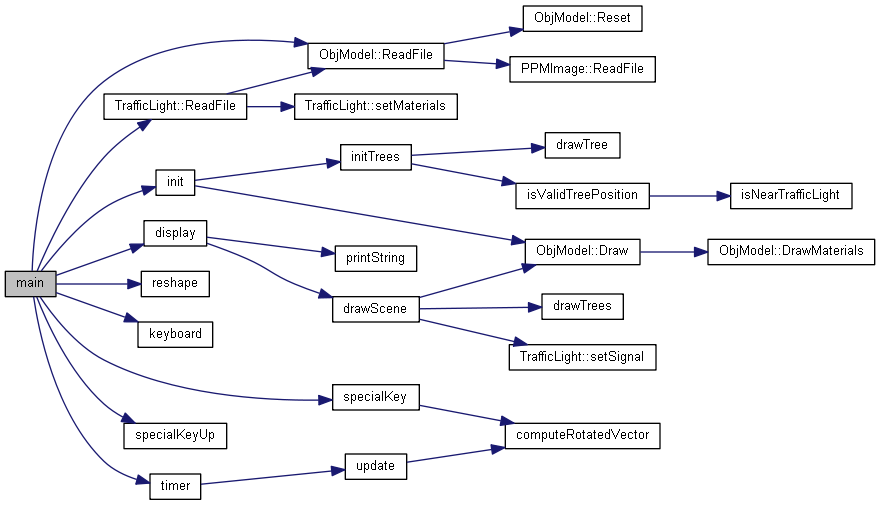 ObjModel::Reset
ObjModel::ReadFile
PPMImage::ReadFile
TrafficLight::ReadFile
TrafficLight::setMaterials
initTrees
drawTree
init
isValidTreePosition
isNearTrafficLight
display
ObjModel::Draw
ObjModel::DrawMaterials
printString
main
reshape
drawScene
drawTrees
keyboard
TrafficLight::setSignal
specialKey
specialKeyUp
computeRotatedVector
update
timer